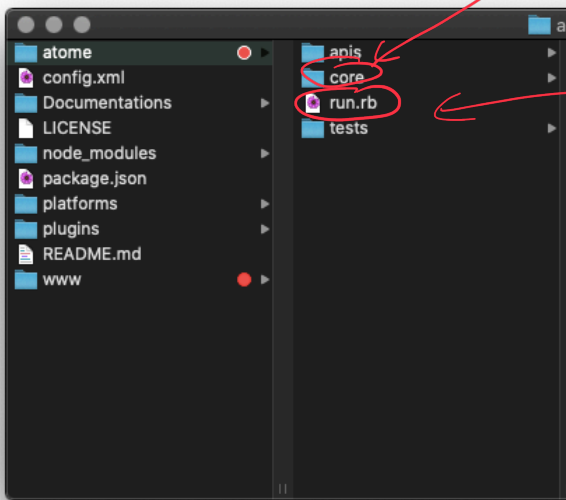 a
atome
config.xml
Documentations
LICENSE
node_modules
package.json
platforms
plugins
README.md
www
apis
core
run.rb
tests